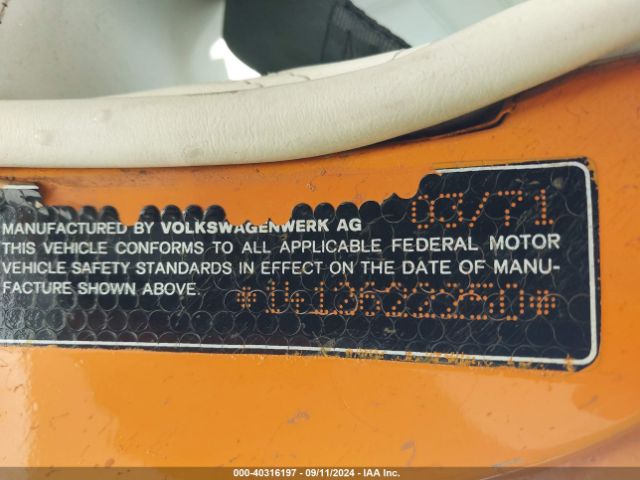 03/71
MANUFACTURED BY VOLKSWAGENWERK AG
THIS VEHICLE CONFORMS TO ALL APPLICABLE FEDERAL MOTOR
VEHICLE SAFETY STANDARDS IN EFFECT ON THE DATE OF MANU-
FACTURE SHOWN ABOVE. *1412623350*
000-40316197 - 09/11/2024 - IAA Inc.